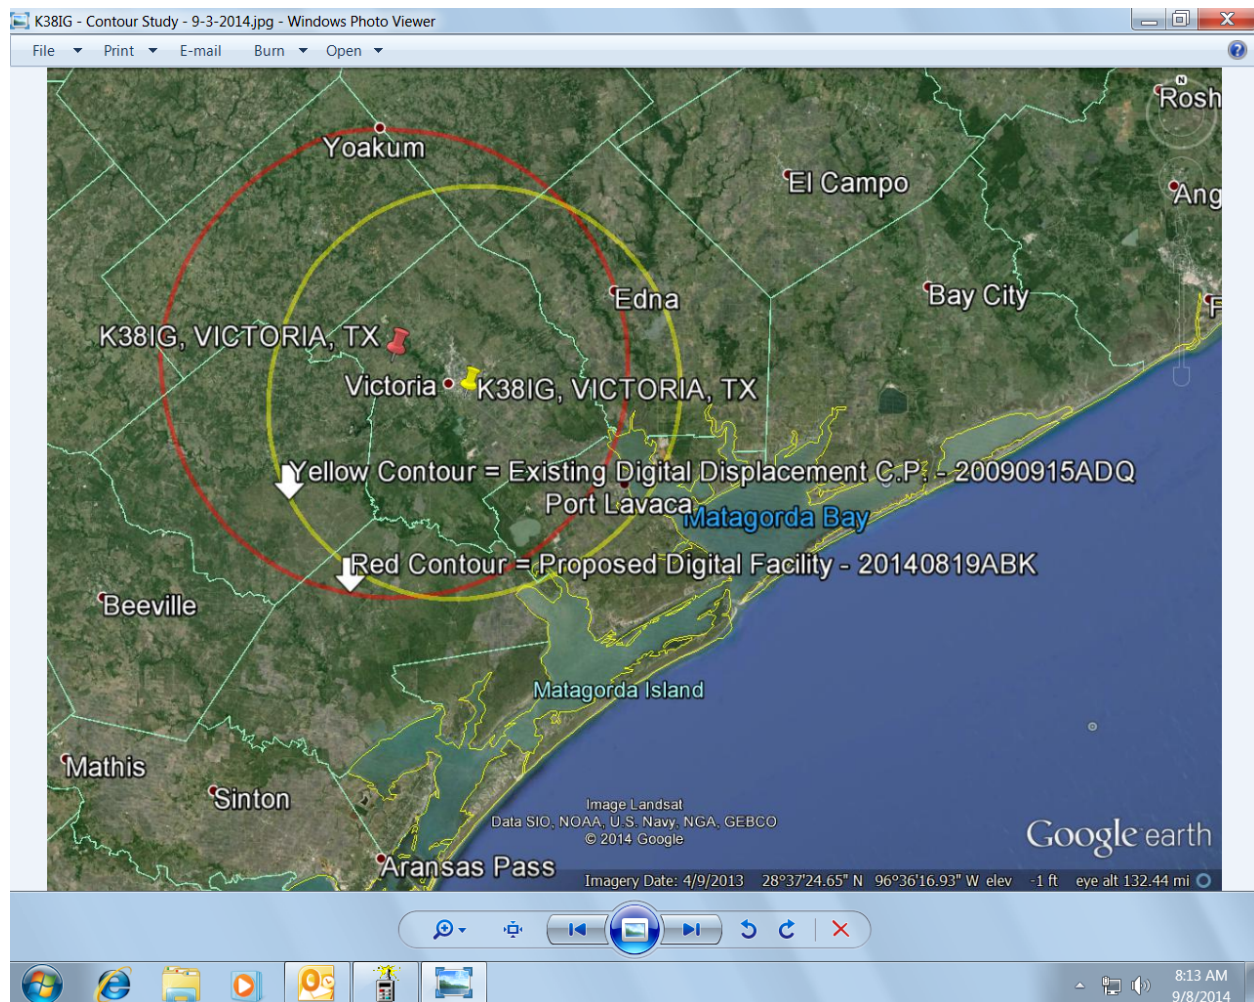 K38IG - Contour Study - 9-3-2014.jpg - Windows Photo Viewer
File Print E-mail Burn Open
N
Rosh
Yoakum
El Campo
Ang
Edna
Bay City
F
K38IG, VICTORIA, TX
Victoria
K38IG, VICTORIA, TX
Yellow Contour = Existing Digital Displacement C.P. - 20090915ADQ
Port Lavaca
Matagorda Bay
Red Contour = Proposed Digital Facility - 20140819ABK
Beeville
Matagorda Island
Mathis
Sinton
Image Landsat
Data SIO, NOAA, U.S. Navy, NGA, GEBCO
© 2014 Google
Google earth
Aransas Pass
Imagery Date: 4/9/2013 28°37'24.65" N 96°36'16.93" W elev -1 ft eye alt 132.44 mi
8:13 AM
9/8/2014